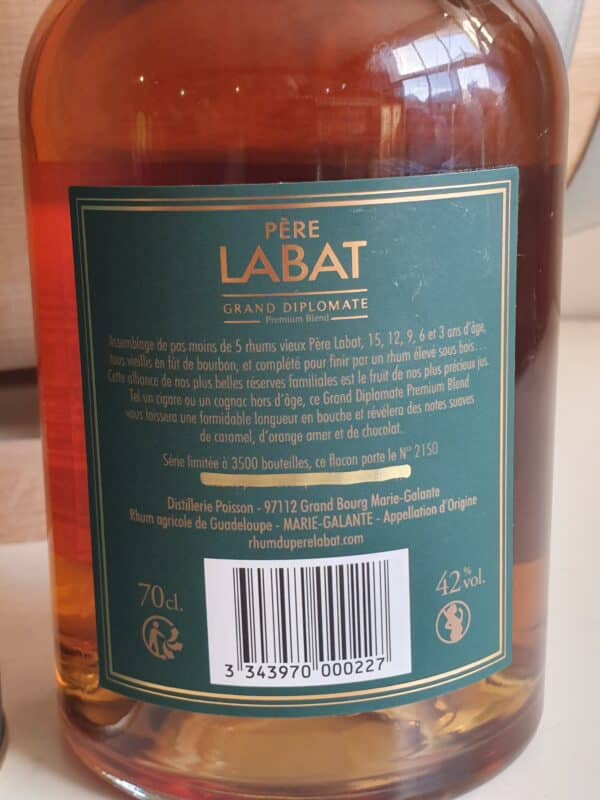 PÈRE
LABAT
GRAND DIPLOMATE
Premium Blend
Assemblage de pas moins de 5 rhums vieux Père Labat, 15, 12, 9, 6 et 3 ans d'âge,
tous vieillis en fût de bourbon, et complété pour finir par un rhum élevé sous bois...
Cette alliance de nos plus belles réserves familiales est le fruit de nos plus précieux jus.
Tel un cigare ou un cognac hors d'âge, ce Grand Diplomate Premium Blend
vous laissera une formidable longueur en bouche et révélera des notes suaves
de caramel, d'orange amer et de chocolat.
Série limitée à 3500 bouteilles, ce flacon porte le N° 2150
Distillerie Poisson - 97112 Grand Bourg Marie-Galante
Rhum agricole de Guadeloupe - MARIE-GALANTE - Appellation d'Origine
rhumduperelabat.com
70cl.
42%vol.
3 343970 000227